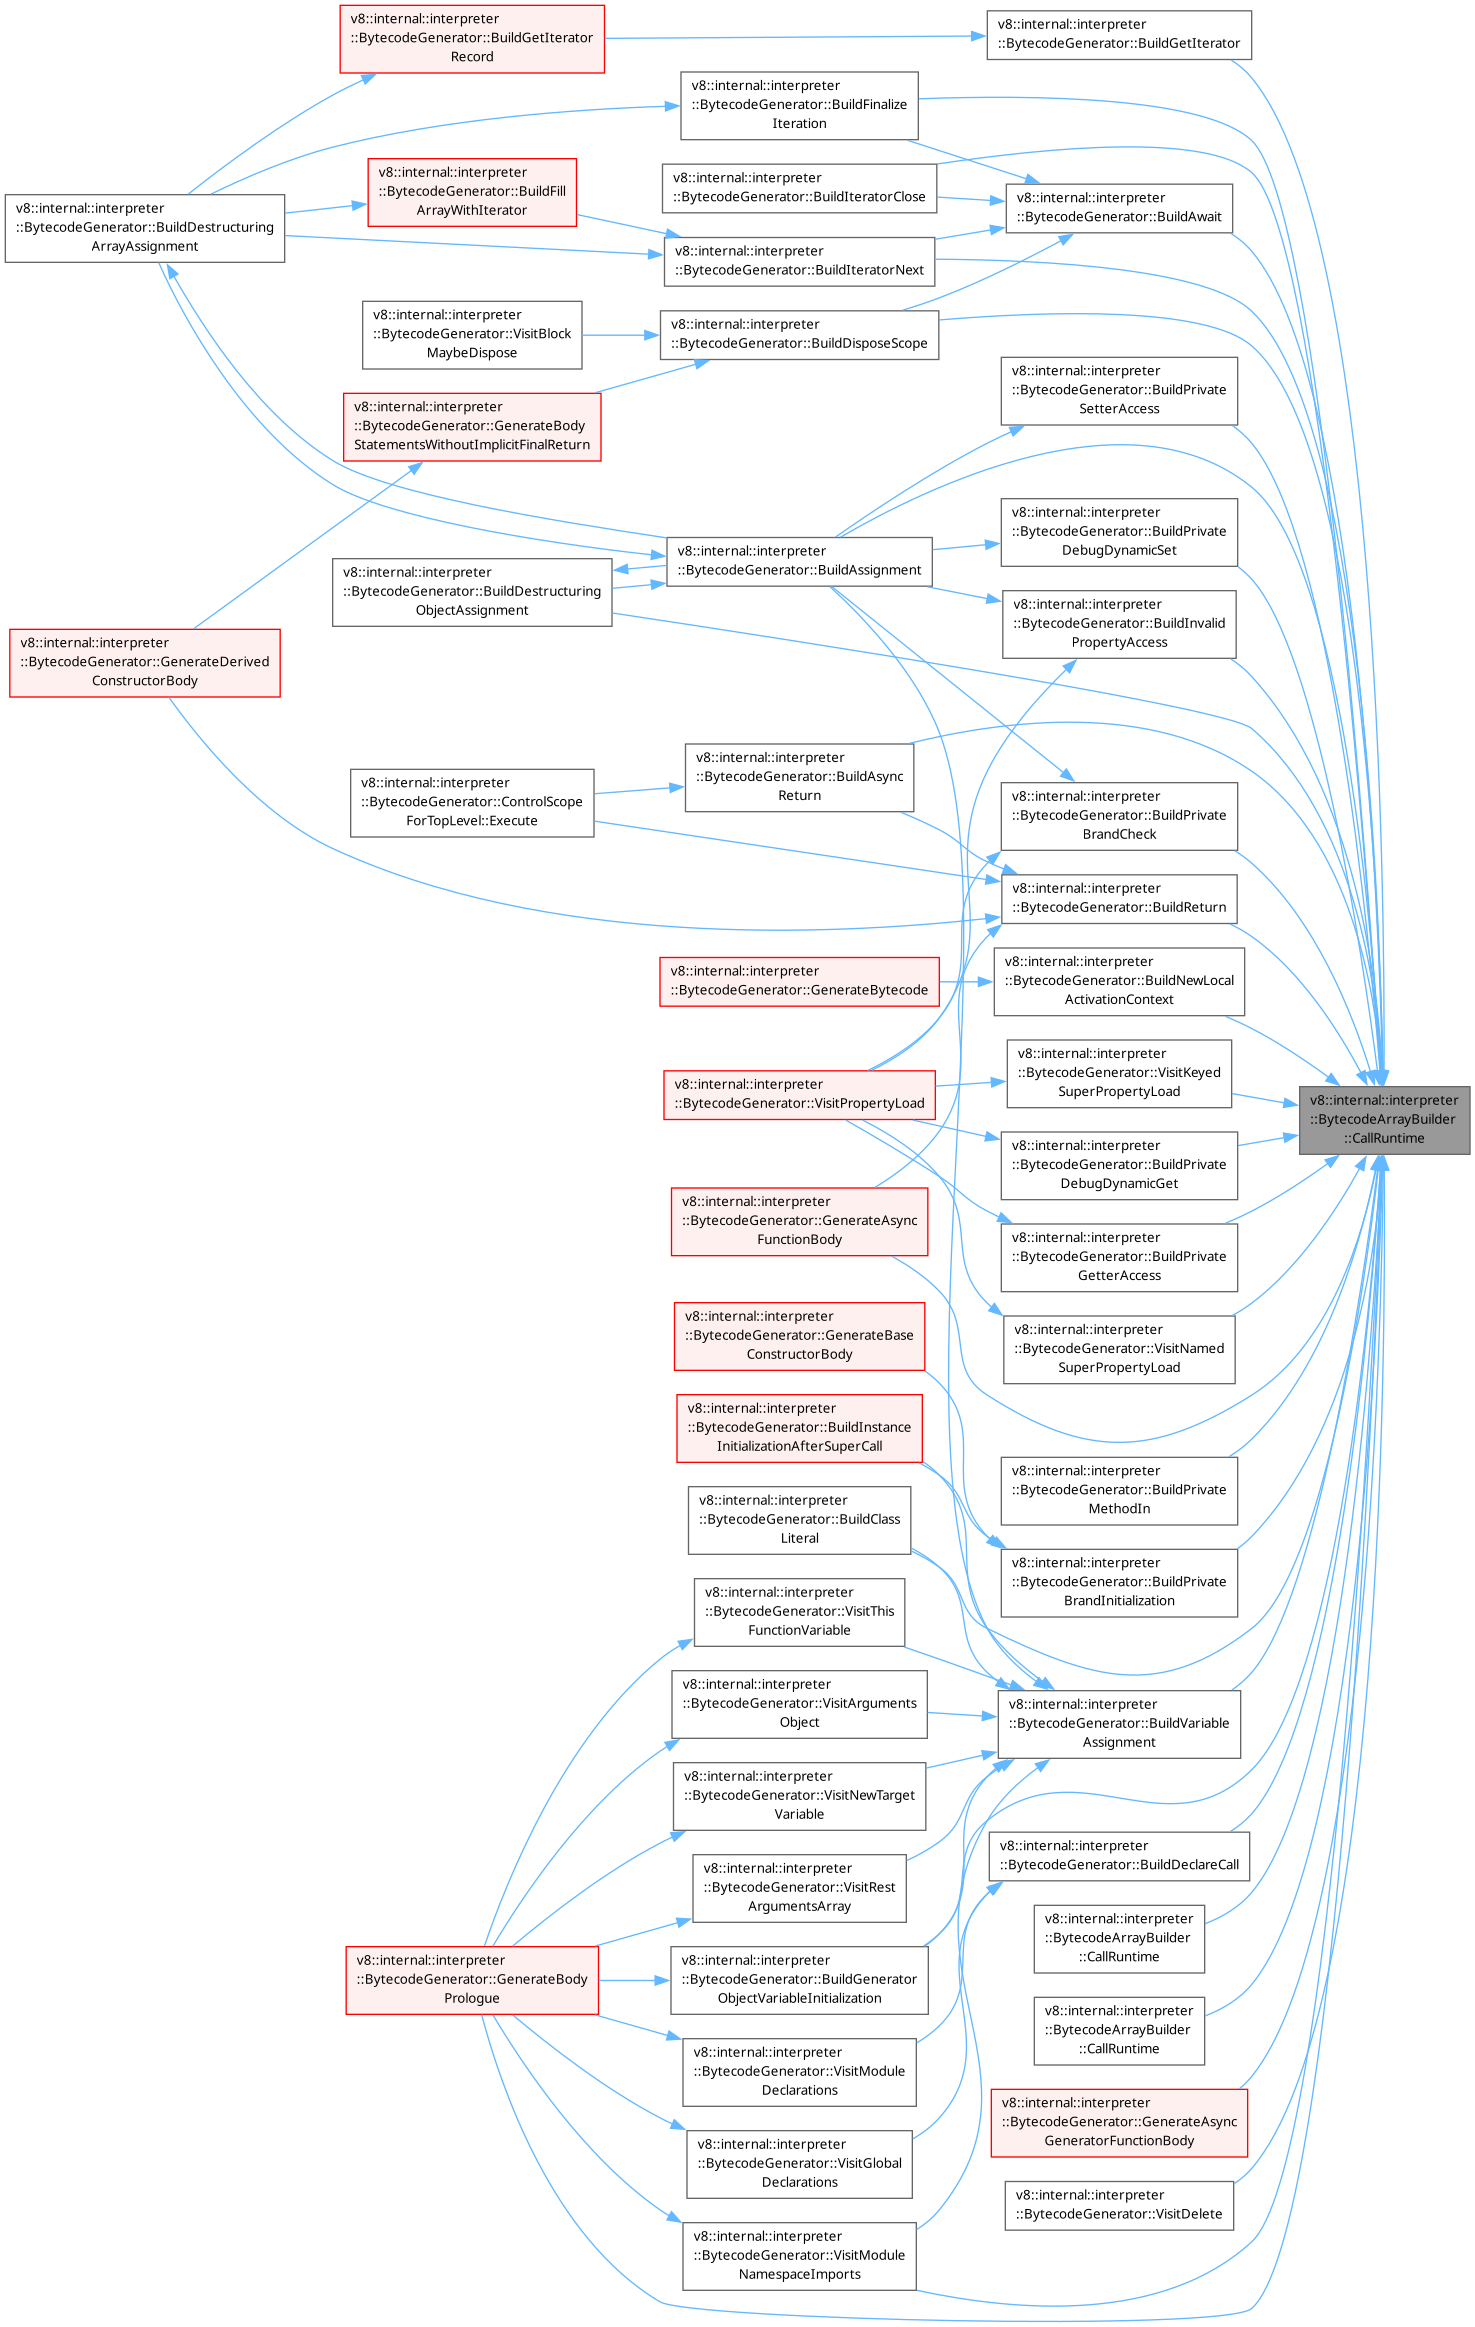 v8::internal::interpreter
::BytecodeGenerator::BuildGetIterator
Record
v8::internal::interpreter
::BytecodeGenerator::BuildGetIterator
v8::internal::interpreter
::BytecodeGenerator::BuildFinalize
Iteration
v8::internal::interpreter
::BytecodeGenerator::BuildFill
ArrayWithIterator
v8::internal::interpreter
::BytecodeGenerator::BuildIteratorClose
v8::internal::interpreter
::BytecodeGenerator::BuildAwait
v8::internal::interpreter
::BytecodeGenerator::BuildDestructuring
ArrayAssignment
v8::internal::interpreter
::BytecodeGenerator::BuildIteratorNext
v8::internal::interpreter
::BytecodeGenerator::VisitBlock
MaybeDispose
v8::internal::interpreter
::BytecodeGenerator::BuildDisposeScope
v8::internal::interpreter
::BytecodeGenerator::BuildPrivate
SetterAccess
v8::internal::interpreter
::BytecodeGenerator::GenerateBody
StatementsWithoutImplicitFinalReturn
v8::internal::interpreter
::BytecodeGenerator::BuildPrivate
DebugDynamicSet
v8::internal::interpreter
::BytecodeGenerator::BuildAssignment
v8::internal::interpreter
::BytecodeGenerator::BuildDestructuring
ObjectAssignment
v8::internal::interpreter
::BytecodeGenerator::BuildInvalid
PropertyAccess
v8::internal::interpreter
::BytecodeGenerator::GenerateDerived
ConstructorBody
v8::internal::interpreter
::BytecodeGenerator::BuildAsync
Return
v8::internal::interpreter
::BytecodeGenerator::ControlScope
ForTopLevel::Execute
v8::internal::interpreter
::BytecodeGenerator::BuildPrivate
BrandCheck
v8::internal::interpreter
::BytecodeGenerator::BuildReturn
v8::internal::interpreter
::BytecodeGenerator::GenerateBytecode
v8::internal::interpreter
::BytecodeGenerator::BuildNewLocal
ActivationContext
v8::internal::interpreter
::BytecodeGenerator::VisitPropertyLoad
v8::internal::interpreter
::BytecodeGenerator::VisitKeyed
SuperPropertyLoad
v8::internal::interpreter
::BytecodeArrayBuilder
::CallRuntime
v8::internal::interpreter
::BytecodeGenerator::BuildPrivate
DebugDynamicGet
v8::internal::interpreter
::BytecodeGenerator::GenerateAsync
FunctionBody
v8::internal::interpreter
::BytecodeGenerator::BuildPrivate
GetterAccess
v8::internal::interpreter
::BytecodeGenerator::GenerateBase
ConstructorBody
v8::internal::interpreter
::BytecodeGenerator::VisitNamed
SuperPropertyLoad
v8::internal::interpreter
::BytecodeGenerator::BuildInstance
InitializationAfterSuperCall
v8::internal::interpreter
::BytecodeGenerator::BuildPrivate
MethodIn
v8::internal::interpreter
::BytecodeGenerator::BuildClass
Literal
v8::internal::interpreter
::BytecodeGenerator::BuildPrivate
BrandInitialization
v8::internal::interpreter
::BytecodeGenerator::VisitThis
FunctionVariable
v8::internal::interpreter
::BytecodeGenerator::VisitArguments
Object
v8::internal::interpreter
::BytecodeGenerator::BuildVariable
Assignment
v8::internal::interpreter
::BytecodeGenerator::VisitNewTarget
Variable
v8::internal::interpreter
::BytecodeGenerator::BuildDeclareCall
v8::internal::interpreter
::BytecodeGenerator::VisitRest
ArgumentsArray
v8::internal::interpreter
::BytecodeArrayBuilder
::CallRuntime
v8::internal::interpreter
::BytecodeGenerator::GenerateBody
Prologue
v8::internal::interpreter
::BytecodeGenerator::BuildGenerator
ObjectVariableInitialization
v8::internal::interpreter
::BytecodeArrayBuilder
::CallRuntime
v8::internal::interpreter
::BytecodeGenerator::VisitModule
Declarations
v8::internal::interpreter
::BytecodeGenerator::GenerateAsync
GeneratorFunctionBody
v8::internal::interpreter
::BytecodeGenerator::VisitGlobal
Declarations
v8::internal::interpreter
::BytecodeGenerator::VisitDelete
v8::internal::interpreter
::BytecodeGenerator::VisitModule
NamespaceImports